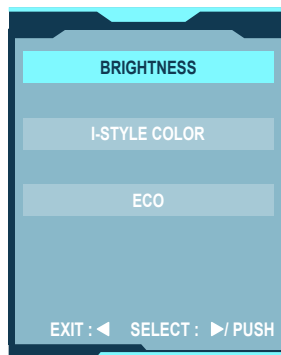 BRIGHTNESS
I-STYLE COLOR
ECO
EXIT : ◀ SELECT : ▶/ PUSH